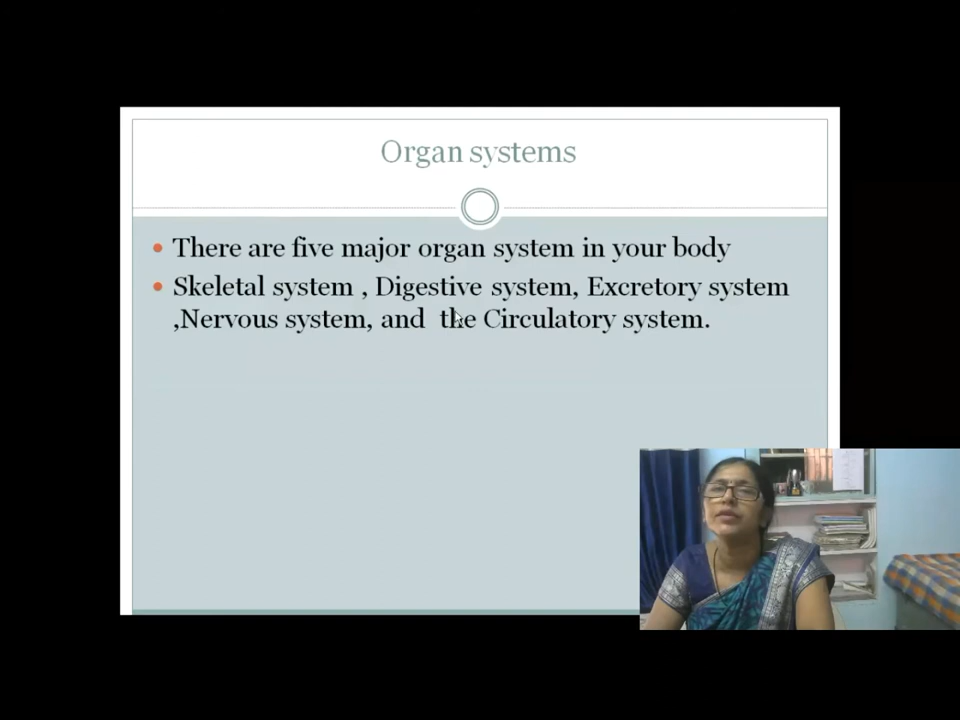 Organ systems
There are five major organ system in your body
Skeletal system , Digestive system, Excretory system
,Nervous system, and the Circulatory system.